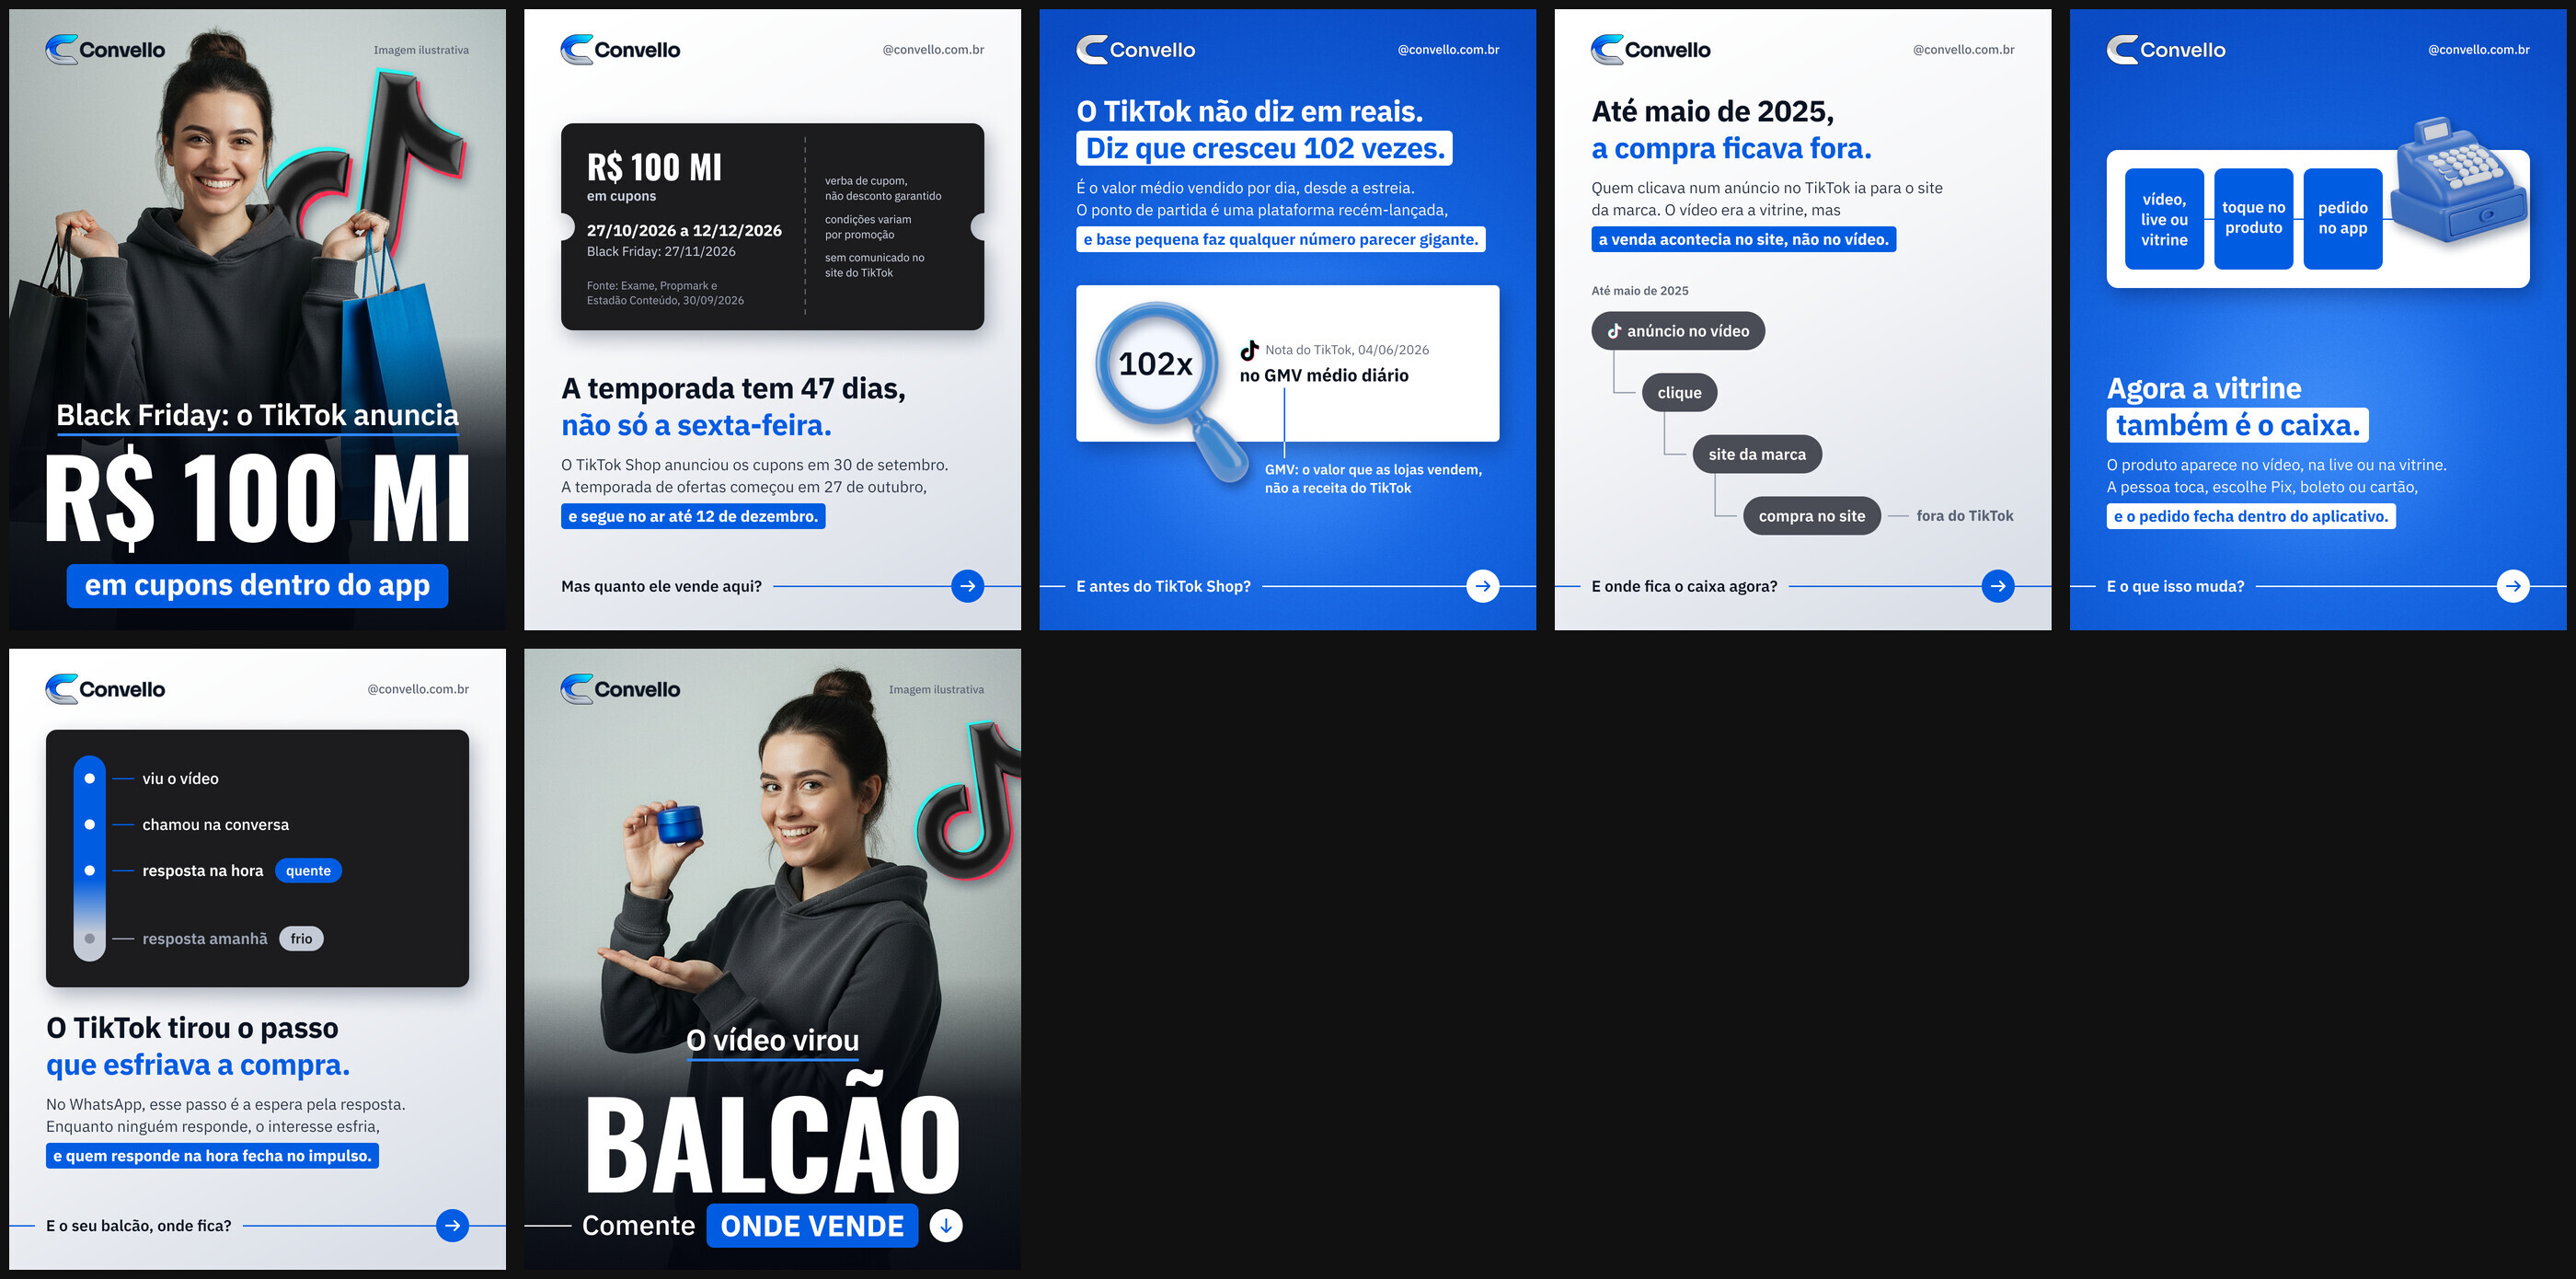 Convello
Imagem ilustrativa
Black Friday: o TikTok anuncia
R$ 100 MI
em cupons dentro do app
Convello
@convello.com.br
R$ 100 MI
em cupons
27/10/2026 a 12/12/2026
Black Friday: 27/11/2026
Fonte: Exame, Propmark e
Estadão Conteúdo, 30/09/2026
verba de cupom,
não desconto garantido
condições variam
por promoção
sem comunicado no
site do TikTok
A temporada tem 47 dias,
não só a sexta-feira.
O TikTok Shop anunciou os cupons em 30 de setembro.
A temporada de ofertas começou em 27 de outubro,
e segue no ar até 12 de dezembro.
Mas quanto ele vende aqui?
Convello
@convello.com.br
O TikTok não diz em reais.
Diz que cresceu 102 vezes.
É o valor médio vendido por dia, desde a estreia.
O ponto de partida é uma plataforma recém-lançada,
e base pequena faz qualquer número parecer gigante.
102x
Nota do TikTok, 04/06/2026
no GMV médio diário
GMV: o valor que as lojas vendem,
não a receita do TikTok
E antes do TikTok Shop?
Convello
@convello.com.br
Até maio de 2025,
a compra ficava fora.
Quem clicava num anúncio no TikTok ia para o site
da marca. O vídeo era a vitrine, mas
a venda acontecia no site, não no vídeo.
Até maio de 2025
anúncio no vídeo
clique
site da marca
compra no site
fora do TikTok
E onde fica o caixa agora?
Convello
@convello.com.br
vídeo,
live ou
vitrine
toque no
produto
pedido
no app
Agora a vitrine
também é o caixa.
O produto aparece no vídeo, na live ou na vitrine.
A pessoa toca, escolhe Pix, boleto ou cartão,
e o pedido fecha dentro do aplicativo.
E o que isso muda?
Convello
@convello.com.br
viu o vídeo
chamou na conversa
resposta na hora quente
resposta amanhã frio
O TikTok tirou o passo
que esfriava a compra.
No WhatsApp, esse passo é a espera pela resposta.
Enquanto ninguém responde, o interesse esfria,
e quem responde na hora fecha no impulso.
E o seu balcão, onde fica?
Convello
Imagem ilustrativa
O vídeo virou
BALCÃO
Comente ONDE VENDE